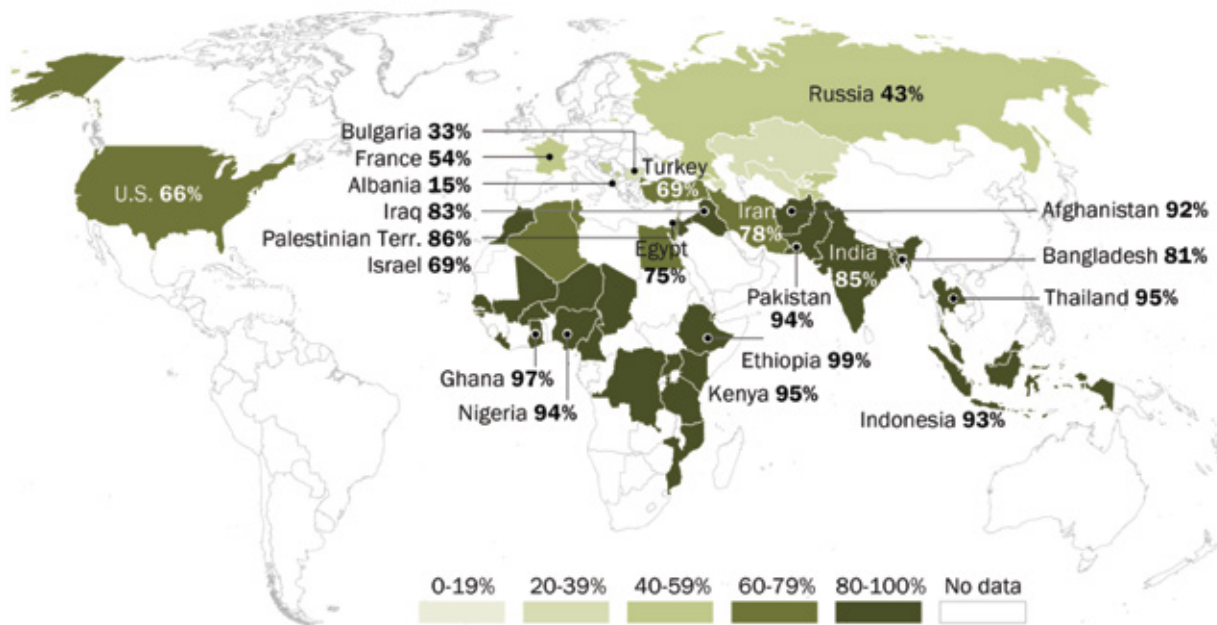 Russia 43%
Bulgaria 33%
France 54%
Albania 15%
Turkey
69%
U.S. 66%
Iraq 83%
Palestinian Terr. 86%
Israel 69%
Egypt
75%
Iran
78%
Afghanistan 92%
India
85%
Bangladesh 81%
Thailand 95%
Pakistan
94%
Ethiopia 99%
Ghana 97%
Kenya 95%
Nigeria 94%
Indonesia 93%
0-19%
20-39%
40-59%
60-79%
80-100%
No data